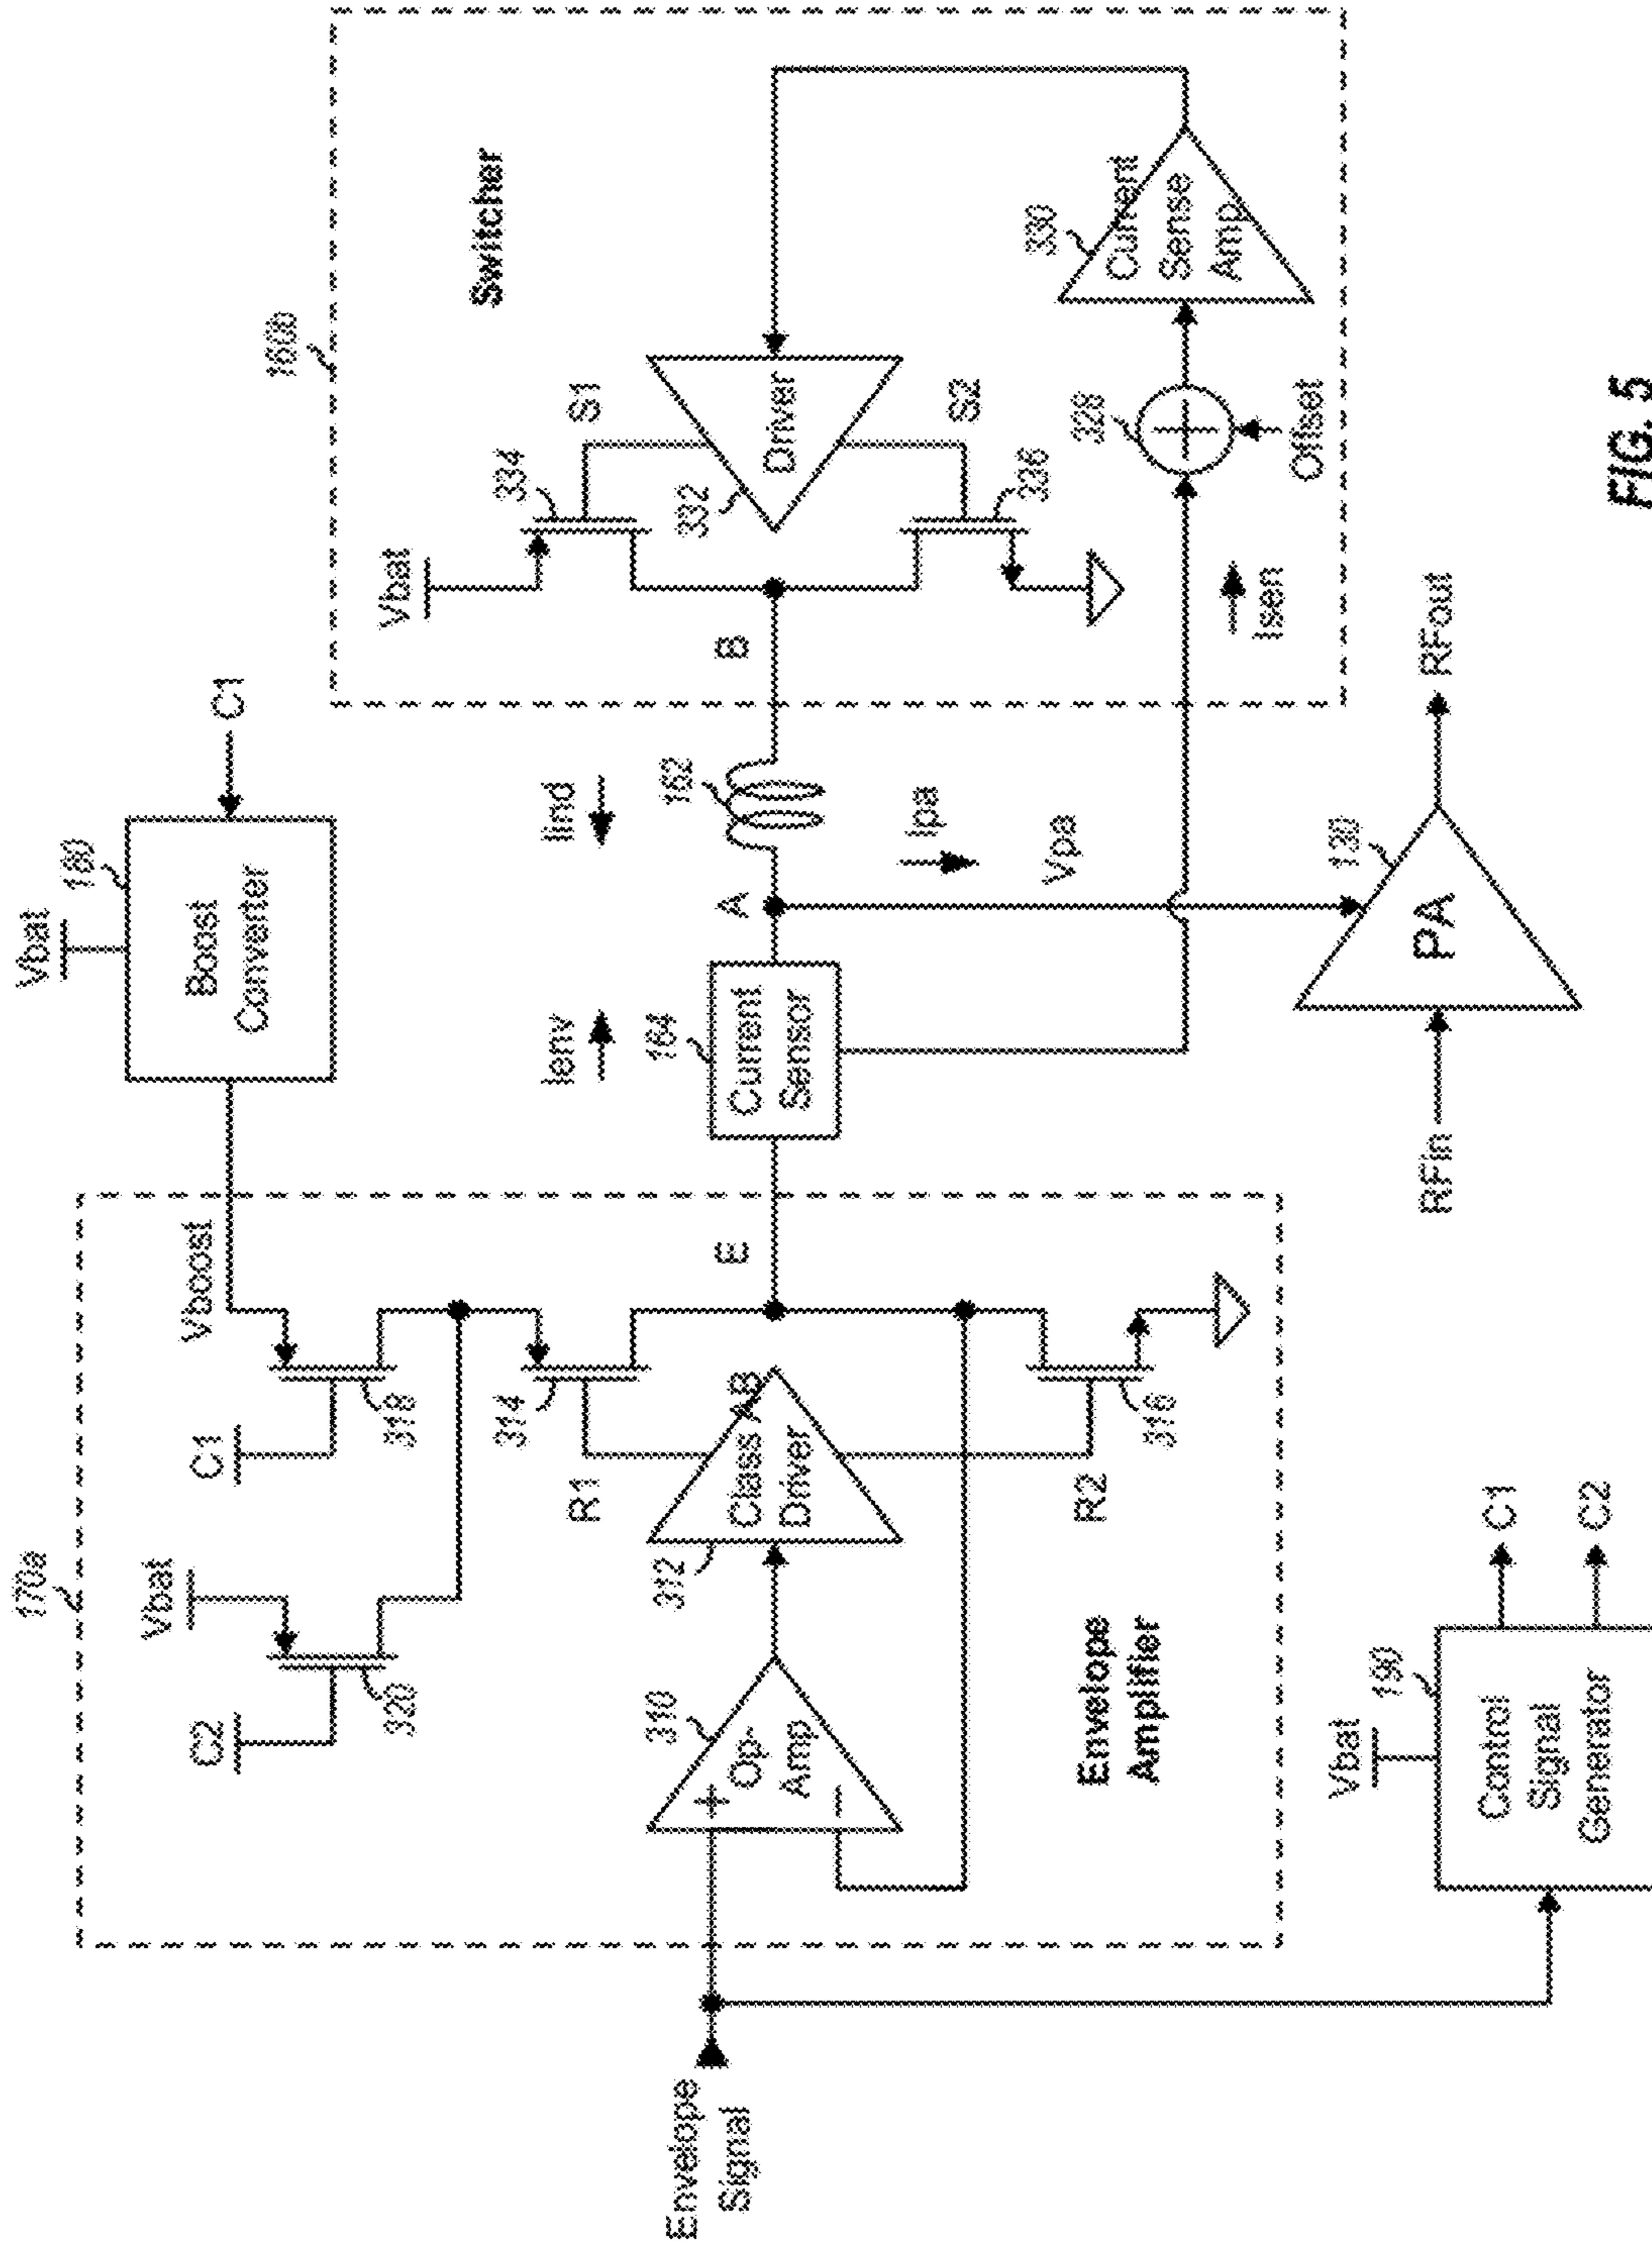 170a
Envelope
Signal
C2
Vbat
320
C1
318
Vboost
Vbat
180
Boost
Converter
C1
310
Op-
Amp
+
−
312
Class AB
Driver
R1
314
R2
316
E
Envelope
Amplifier
Ienv
164
Current
Sensor
A
Iind
162
Ipa
Vpa
B
160b
Switcher
Vbat
334
S1
332
Driver
S2
336
Isen
328
Offset
330
Current
Sense
Amp
RFin
130
PA
RFout
Vbat
190
Control
Signal
Generator
C1
C2
FIG. 5